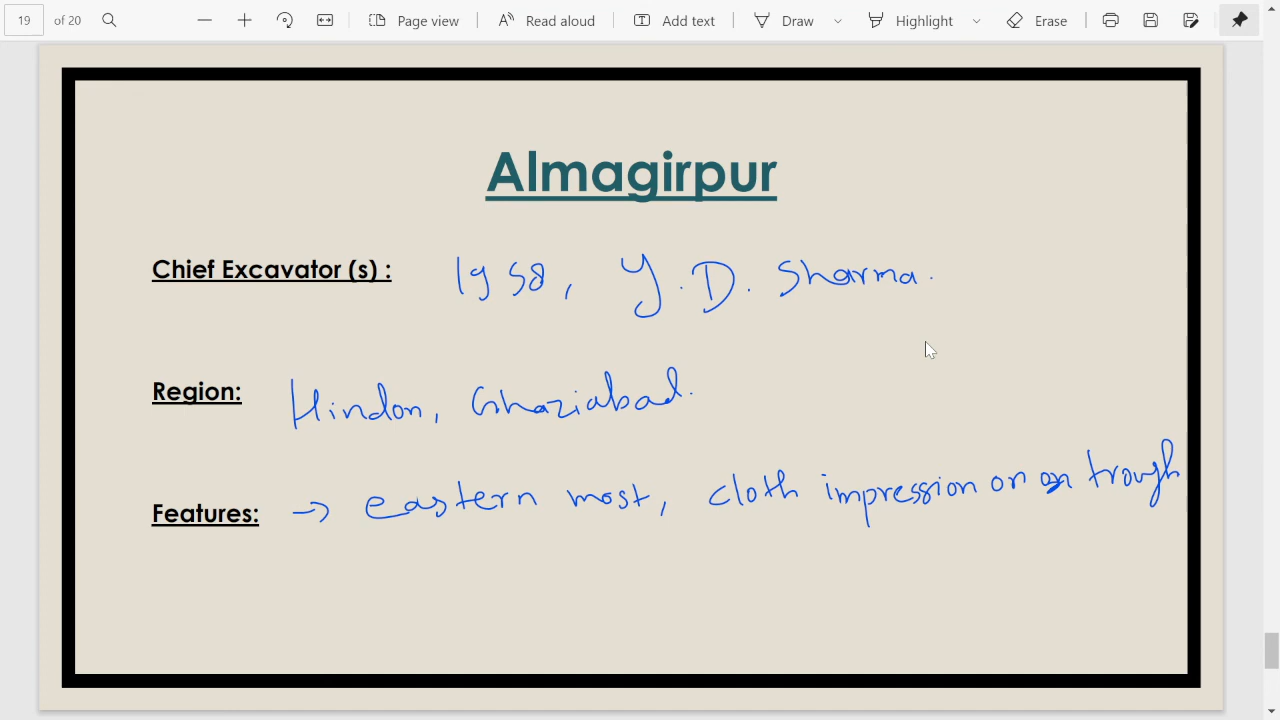 19 of 20 Page view Read aloud Add text Draw Highlight Erase
Almagirpur
Chief Excavator (s) : 1958, Y.D. Sharma.
Region: Hindon, Ghaziabad.
Features: → eastern most, cloth impression on on trough